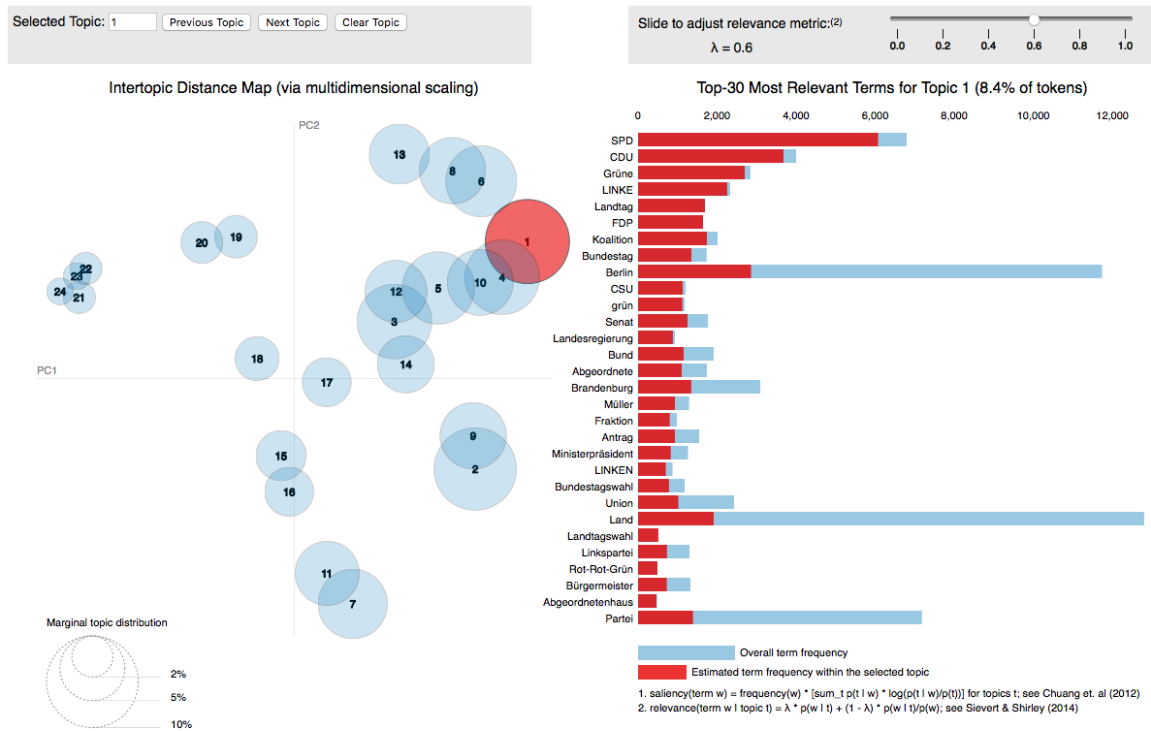 Selected Topic: 1 Previous Topic Next Topic Clear Topic
Slide to adjust relevance metric:(2)
λ = 0.6
0.0 0.2 0.4 0.6 0.8 1.0
Intertopic Distance Map (via multidimensional scaling)
PC2
PC1
13
8
6
1
20
19
22
23
24
21
12
5
10
4
3
14
18
17
9
2
15
16
11
7
Marginal topic distribution
2%
5%
10%
Top-30 Most Relevant Terms for Topic 1 (8.4% of tokens)
0 2,000 4,000 6,000 8,000 10,000 12,000
SPD
CDU
Grüne
LINKE
Landtag
FDP
Koalition
Bundestag
Berlin
CSU
grün
Senat
Landesregierung
Bund
Abgeordnete
Brandenburg
Müller
Fraktion
Antrag
Ministerpräsident
LINKEN
Bundestagswahl
Union
Land
Landtagswahl
Linkspartei
Rot-Rot-Grün
Bürgermeister
Abgeordnetenhaus
Partei
Overall term frequency
Estimated term frequency within the selected topic
1. saliency(term w) = frequency(w) * [sum_t p(t | w) * log(p(t | w)/p(t))] for topics t; see Chuang et. al (2012)
2. relevance(term w | topic t) = λ * p(w | t) + (1 - λ) * p(w | t)/p(w); see Sievert & Shirley (2014)